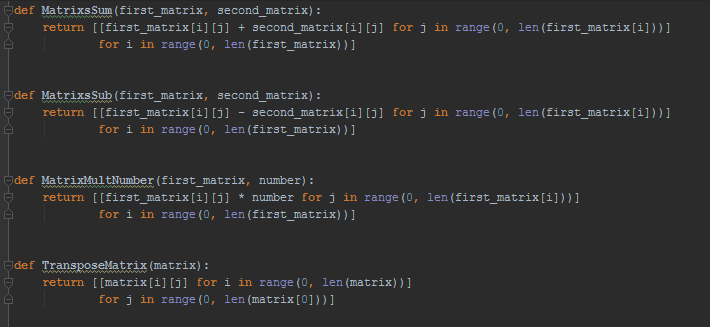 def MatrixsSum(first_matrix, second_matrix):
    return [[first_matrix[i][j] + second_matrix[i][j] for j in range(0, len(first_matrix[i]))]
            for i in range(0, len(first_matrix))]
def MatrixsSub(first_matrix, second_matrix):
    return [[first_matrix[i][j] - second_matrix[i][j] for j in range(0, len(first_matrix[i]))]
            for i in range(0, len(first_matrix))]
def MatrixMultNumber(first_matrix, number):
    return [[first_matrix[i][j] * number for j in range(0, len(first_matrix[i]))]
            for i in range(0, len(first_matrix))]
def TransposeMatrix(matrix):
    return [[matrix[i][j] for i in range(0, len(matrix))]
            for j in range(0, len(matrix[0]))]